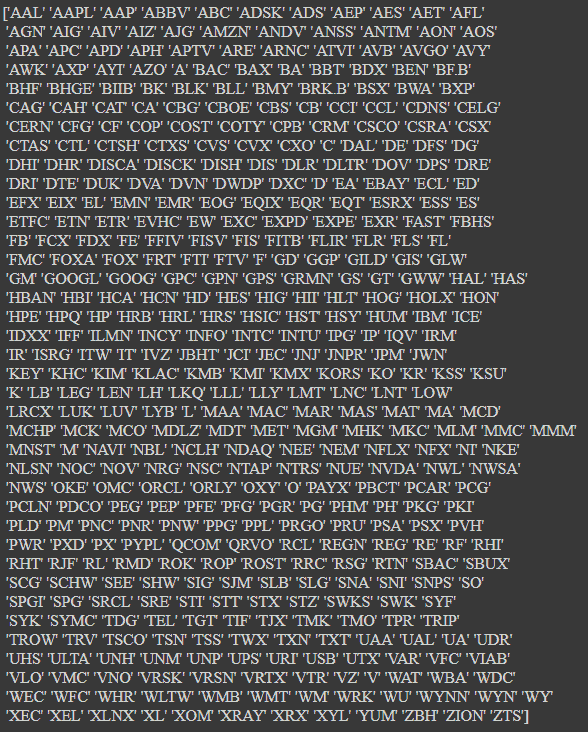 ['AAL' 'AAPL' 'AAP' 'ABBV' 'ABC' 'ADSK' 'ADS' 'AEP' 'AES' 'AET' 'AFL'
'AGN' 'AIG' 'AIV' 'AIZ' 'AJG' 'AMZN' 'ANDV' 'ANSS' 'ANTM' 'AON' 'AOS'
'APA' 'APC' 'APD' 'APH' 'APTV' 'ARE' 'ARNC' 'ATVI' 'AVB' 'AVGO' 'AVY'
'AWK' 'AXP' 'AYI' 'AZO' 'A' 'BAC' 'BAX' 'BA' 'BBT' 'BDX' 'BEN' 'BF.B'
'BHF' 'BHGE' 'BIIB' 'BK' 'BLK' 'BLL' 'BMY' 'BRK.B' 'BSX' 'BWA' 'BXP'
'CAG' 'CAH' 'CAT' 'CA' 'CBG' 'CBOE' 'CBS' 'CB' 'CCI' 'CCL' 'CDNS' 'CELG'
'CERN' 'CFG' 'CF' 'COP' 'COST' 'COTY' 'CPB' 'CRM' 'CSCO' 'CSRA' 'CSX'
'CTAS' 'CTL' 'CTSH' 'CTXS' 'CVS' 'CVX' 'CXO' 'C' 'DAL' 'DE' 'DFS' 'DG'
'DHI' 'DHR' 'DISCA' 'DISCK' 'DISH' 'DIS' 'DLR' 'DLTR' 'DOV' 'DPS' 'DRE'
'DRI' 'DTE' 'DUK' 'DVA' 'DVN' 'DWDP' 'DXC' 'D' 'EA' 'EBAY' 'ECL' 'ED'
'EFX' 'EIX' 'EL' 'EMN' 'EMR' 'EOG' 'EQIX' 'EQR' 'EQT' 'ESRX' 'ESS' 'ES'
'ETFC' 'ETN' 'ETR' 'EVHC' 'EW' 'EXC' 'EXPD' 'EXPE' 'EXR' 'FAST' 'FBHS'
'FB' 'FCX' 'FDX' 'FE' 'FFIV' 'FISV' 'FIS' 'FITB' 'FLIR' 'FLR' 'FLS' 'FL'
'FMC' 'FOXA' 'FOX' 'FRT' 'FTI' 'FTV' 'F' 'GD' 'GGP' 'GILD' 'GIS' 'GLW'
'GM' 'GOOGL' 'GOOG' 'GPC' 'GPN' 'GPS' 'GRMN' 'GS' 'GT' 'GWW' 'HAL' 'HAS'
'HBAN' 'HBI' 'HCA' 'HCN' 'HD' 'HES' 'HIG' 'HII' 'HLT' 'HOG' 'HOLX' 'HON'
'HPE' 'HPQ' 'HP' 'HRB' 'HRL' 'HRS' 'HSIC' 'HST' 'HSY' 'HUM' 'IBM' 'ICE'
'IDXX' 'IFF' 'ILMN' 'INCY' 'INFO' 'INTC' 'INTU' 'IPG' 'IP' 'IQV' 'IRM'
'IR' 'ISRG' 'ITW' 'IT' 'IVZ' 'JBHT' 'JCI' 'JEC' 'JNJ' 'JNPR' 'JPM' 'JWN'
'KEY' 'KHC' 'KIM' 'KLAC' 'KMB' 'KMI' 'KMX' 'KORS' 'KO' 'KR' 'KSS' 'KSU'
'K' 'LB' 'LEG' 'LEN' 'LH' 'LKQ' 'LLL' 'LLY' 'LMT' 'LNC' 'LNT' 'LOW'
'LRCX' 'LUK' 'LUV' 'LYB' 'L' 'MAA' 'MAC' 'MAR' 'MAS' 'MAT' 'MA' 'MCD'
'MCHP' 'MCK' 'MCO' 'MDLZ' 'MDT' 'MET' 'MGM' 'MHK' 'MKC' 'MLM' 'MMC' 'MMM'
'MNST' 'M' 'NAVI' 'NBL' 'NCLH' 'NDAQ' 'NEE' 'NEM' 'NFLX' 'NFX' 'NI' 'NKE'
'NLSN' 'NOC' 'NOV' 'NRG' 'NSC' 'NTAP' 'NTRS' 'NUE' 'NVDA' 'NWL' 'NWSA'
'NWS' 'OKE' 'OMC' 'ORCL' 'ORLY' 'OXY' 'O' 'PAYX' 'PBCT' 'PCAR' 'PCG'
'PCLN' 'PDCO' 'PEG' 'PEP' 'PFE' 'PFG' 'PGR' 'PG' 'PHM' 'PH' 'PKG' 'PKI'
'PLD' 'PM' 'PNC' 'PNR' 'PNW' 'PPG' 'PPL' 'PRGO' 'PRU' 'PSA' 'PSX' 'PVH'
'PWR' 'PXD' 'PX' 'PYPL' 'QCOM' 'QRVO' 'RCL' 'REGN' 'REG' 'RE' 'RF' 'RHI'
'RHT' 'RJF' 'RL' 'RMD' 'ROK' 'ROP' 'ROST' 'RRC' 'RSG' 'RTN' 'SBAC' 'SBUX'
'SCG' 'SCHW' 'SEE' 'SHW' 'SIG' 'SJM' 'SLB' 'SLG' 'SNA' 'SNI' 'SNPS' 'SO'
'SPGI' 'SPG' 'SRCL' 'SRE' 'STI' 'STT' 'STX' 'STZ' 'SWKS' 'SWK' 'SYF'
'SYK' 'SYMC' 'TDG' 'TEL' 'TGT' 'TIF' 'TJX' 'TMK' 'TMO' 'TPR' 'TRIP'
'TROW' 'TRV' 'TSCO' 'TSN' 'TSS' 'TWX' 'TXN' 'TXT' 'UAA' 'UAL' 'UA' 'UDR'
'UHS' 'ULTA' 'UNH' 'UNM' 'UNP' 'UPS' 'URI' 'USB' 'UTX' 'VAR' 'VFC' 'VIAB'
'VLO' 'VMC' 'VNO' 'VRSK' 'VRSN' 'VRTX' 'VTR' 'VZ' 'V' 'WAT' 'WBA' 'WDC'
'WEC' 'WFC' 'WHR' 'WLTW' 'WMB' 'WMT' 'WM' 'WRK' 'WU' 'WYNN' 'WYN' 'WY'
'XEC' 'XEL' 'XLNX' 'XL' 'XOM' 'XRAY' 'XRX' 'XYL' 'YUM' 'ZBH' 'ZION' 'ZTS']